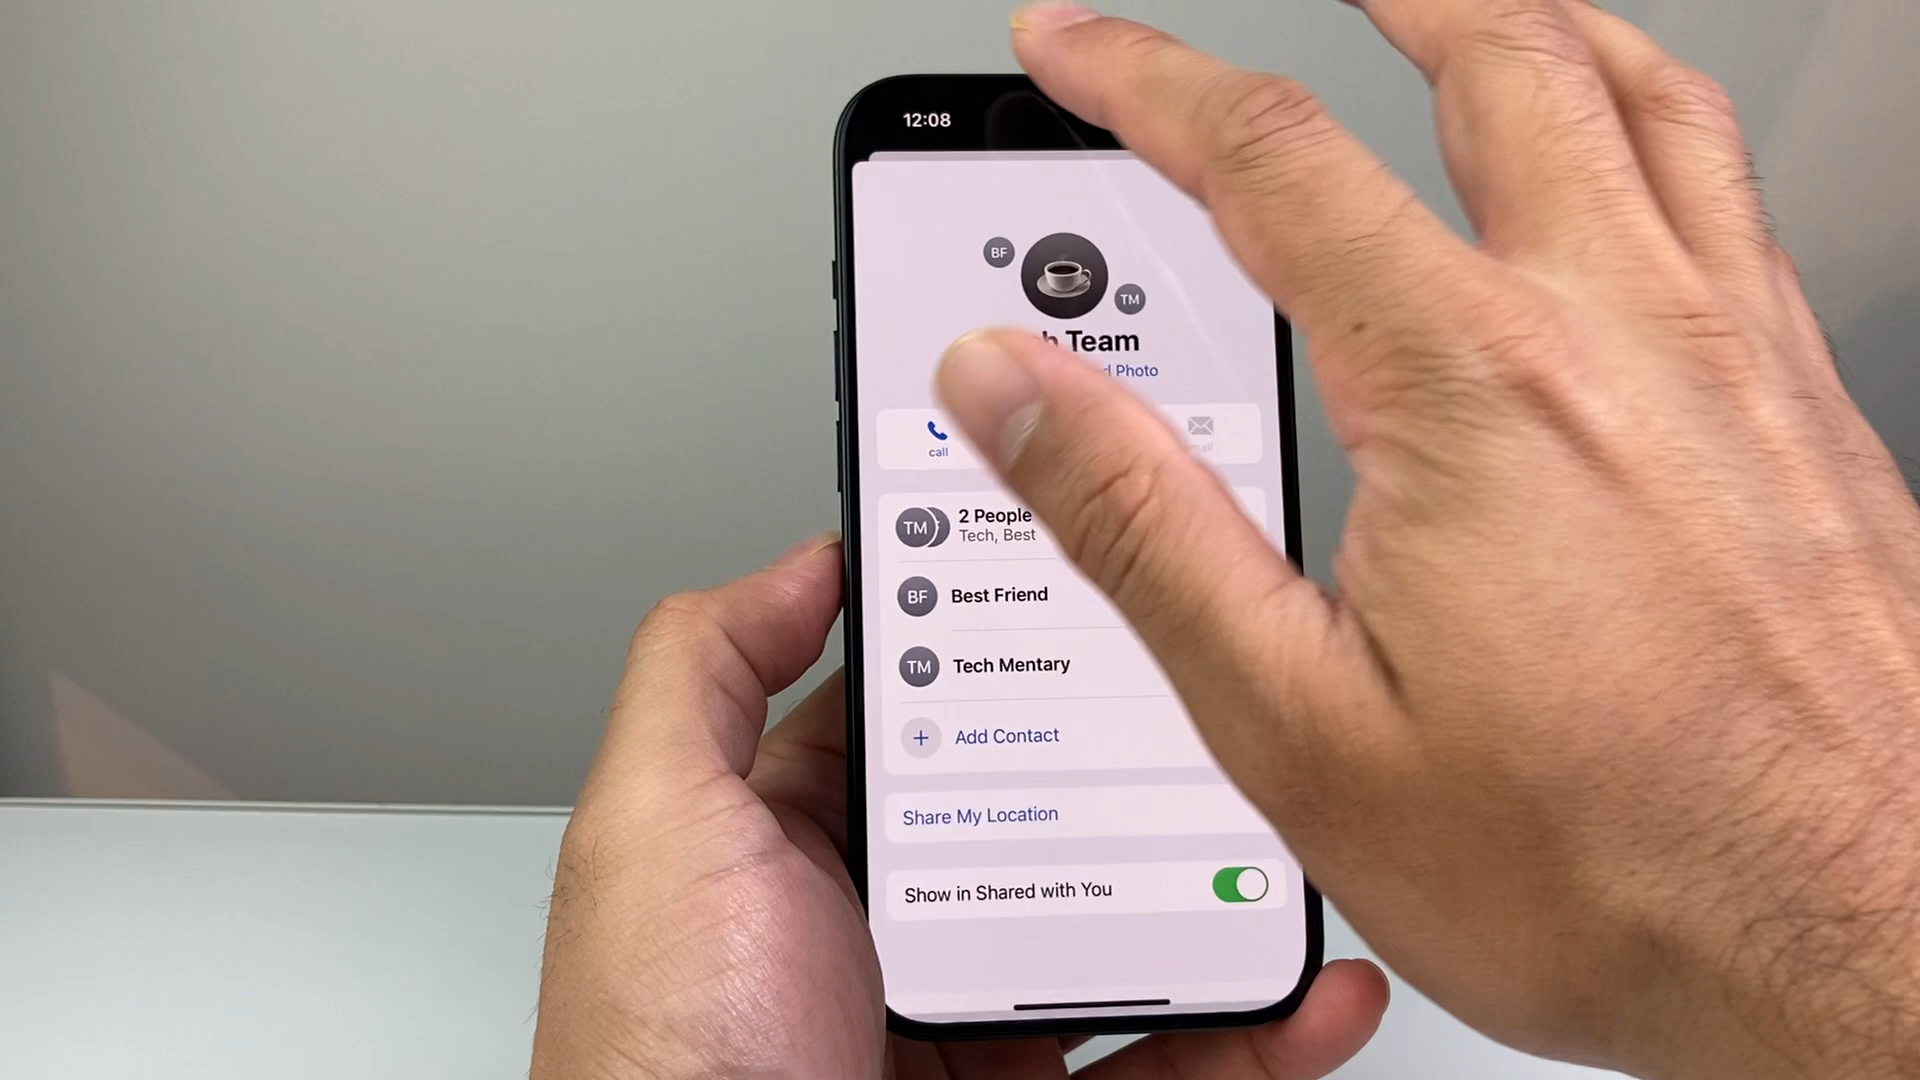 12:08
BF
TM
Team
Photo
call
TM
2 People
Tech, Best
BF
Best Friend
TM
Tech Mentary
+ Add Contact
Share My Location
Show in Shared with You